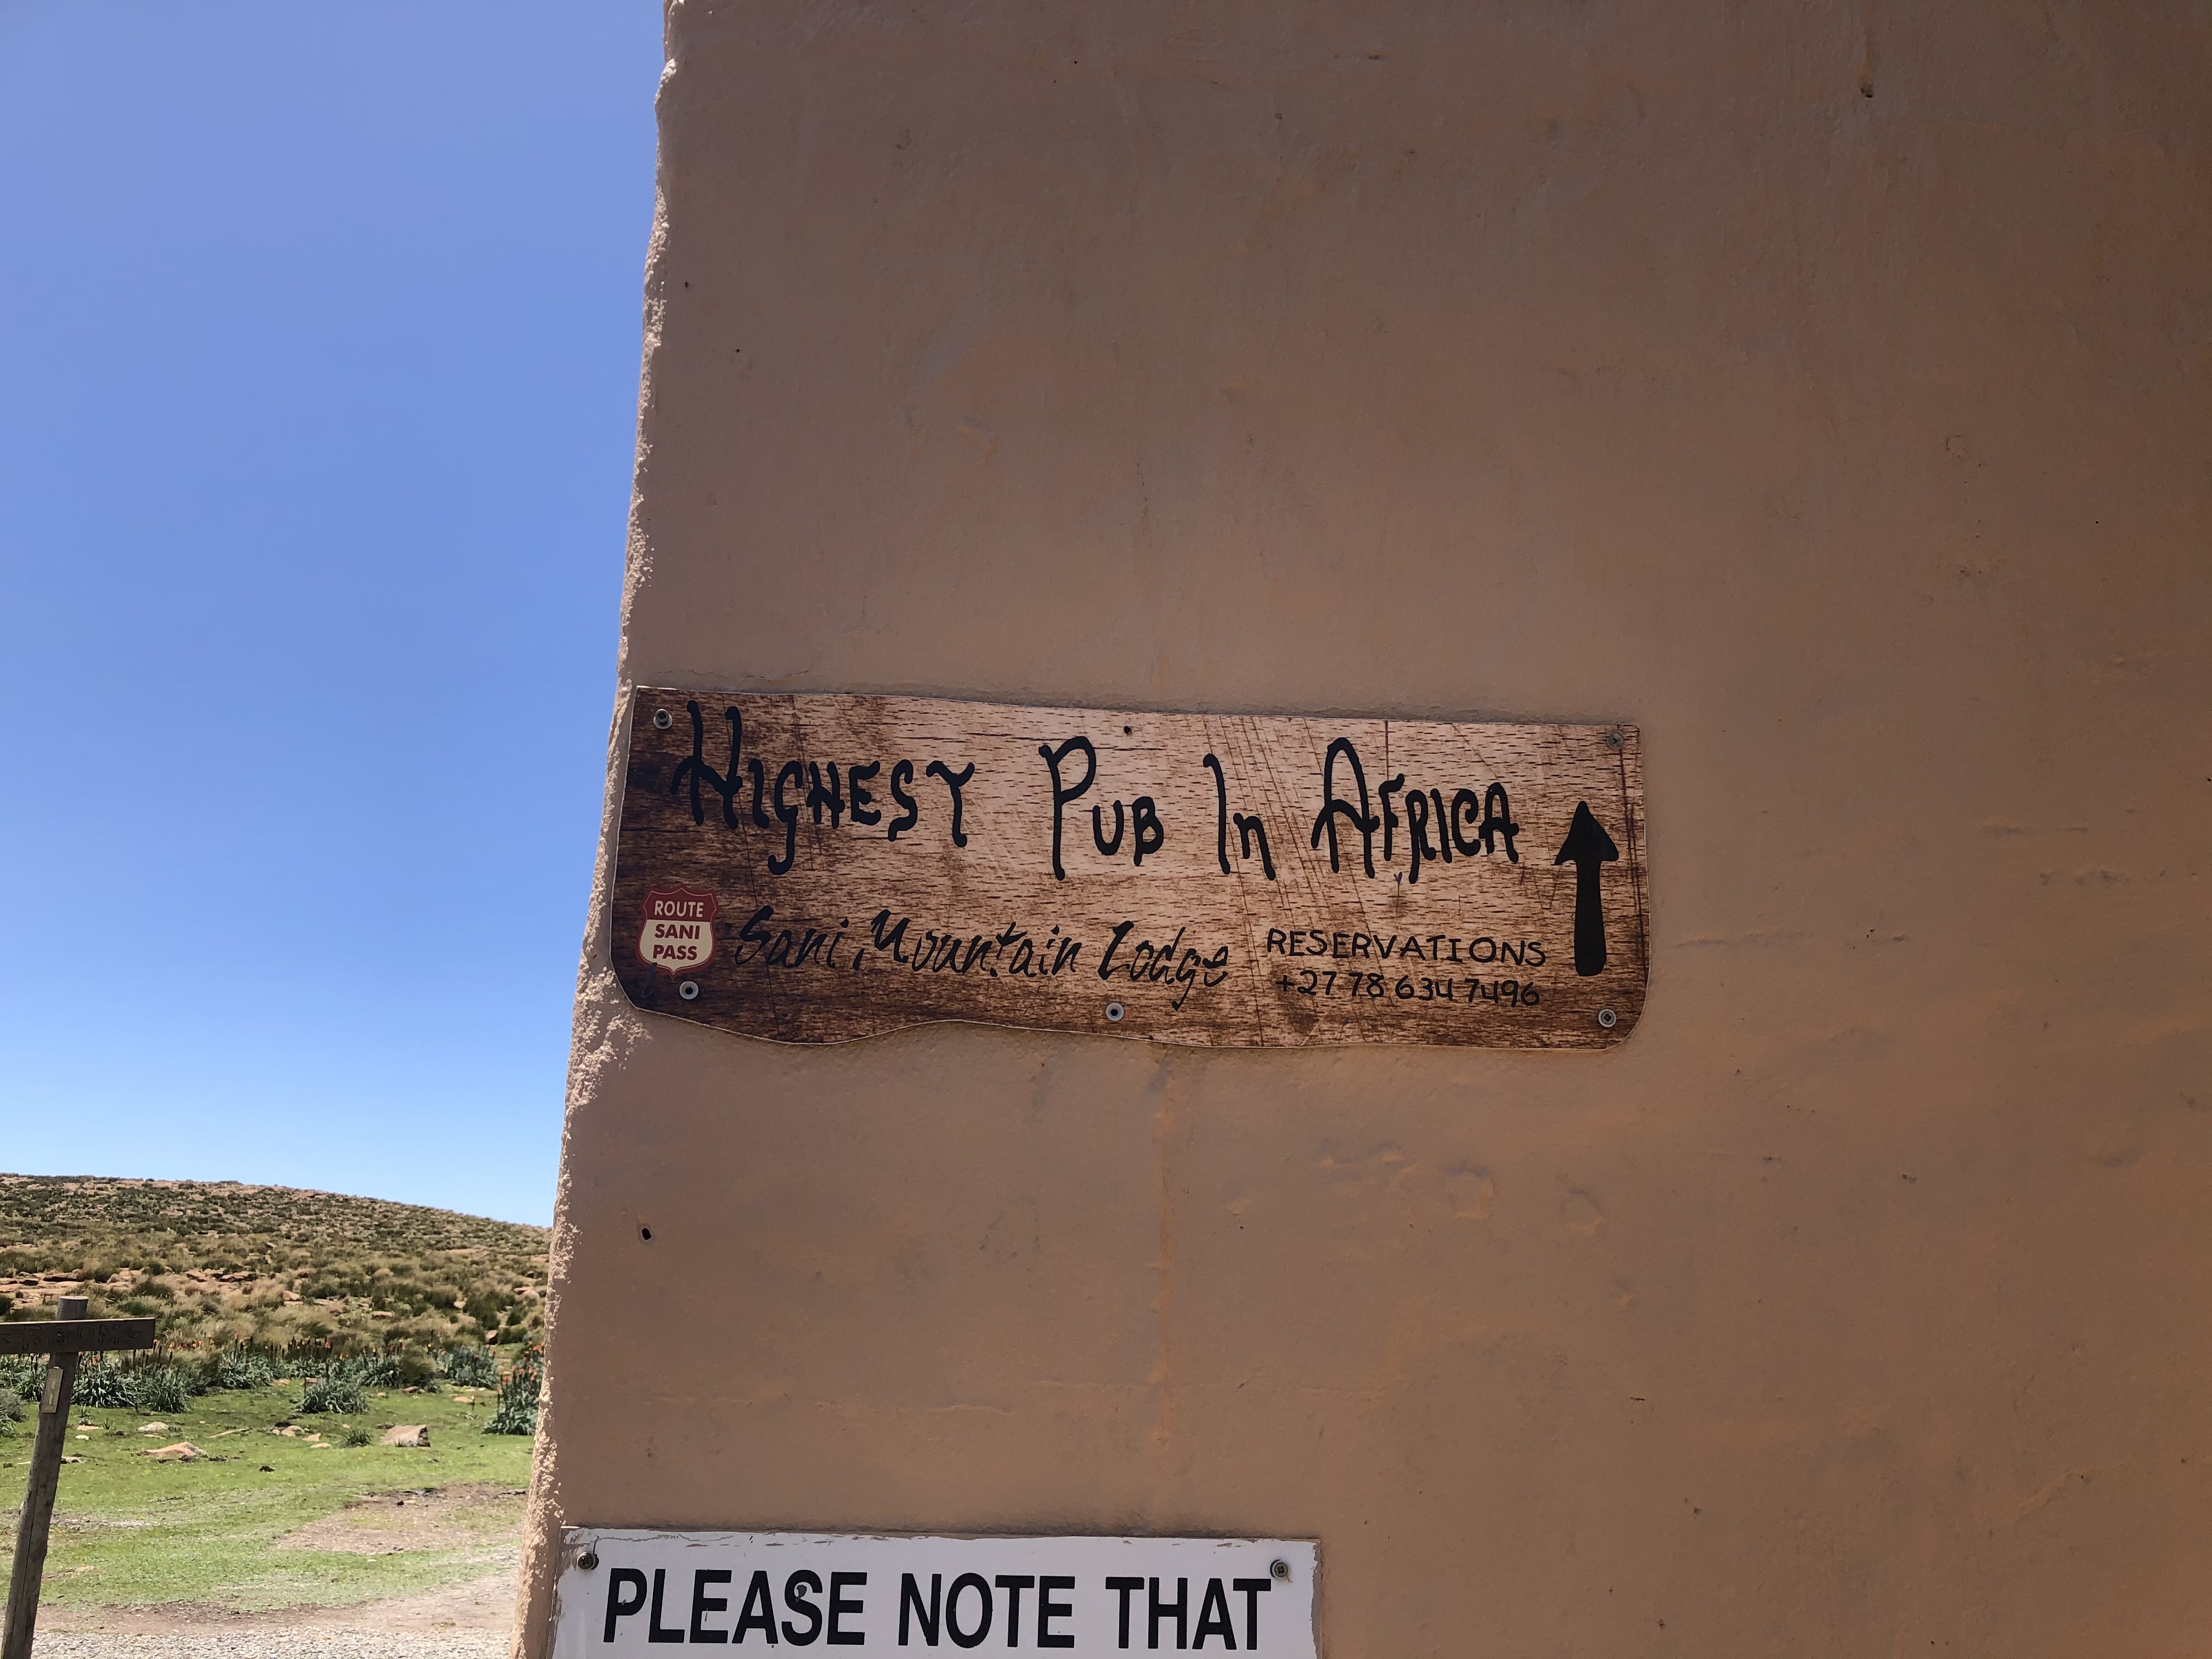 Highest Pub In Africa
ROUTE
SANI
PASS
Sani Mountain Lodge
RESERVATIONS
+27 78 634 7496
PLEASE NOTE THAT